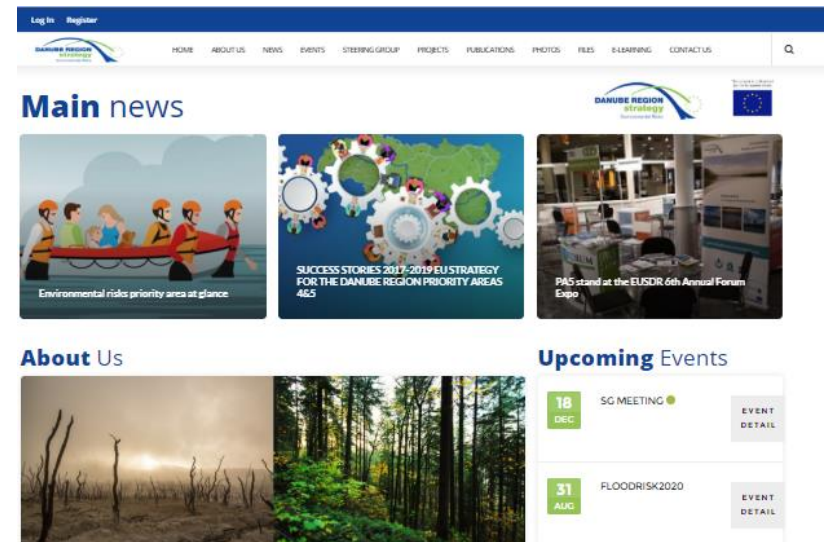 Log In Register
DANUBE REGION
strategy
HOME ABOUT US NEWS EVENTS STEERING GROUP PROJECTS PUBLICATIONS PHOTOS FILES E-LEARNING CONTACT US
Main news
DANUBE REGION
strategy
Environmental Risks
Environmental risks priority area at glance
SUCCESS STORIES 2017-2019 EU STRATEGY
FOR THE DANUBE REGION PRIORITY AREAS
4&5
PA5 stand at the EUSDR 6th Annual Forum
Expo
About Us
Upcoming Events
18
DEC
SG MEETING
EVENT
DETAIL
31
AUG
FLOODRISK2020
EVENT
DETAIL